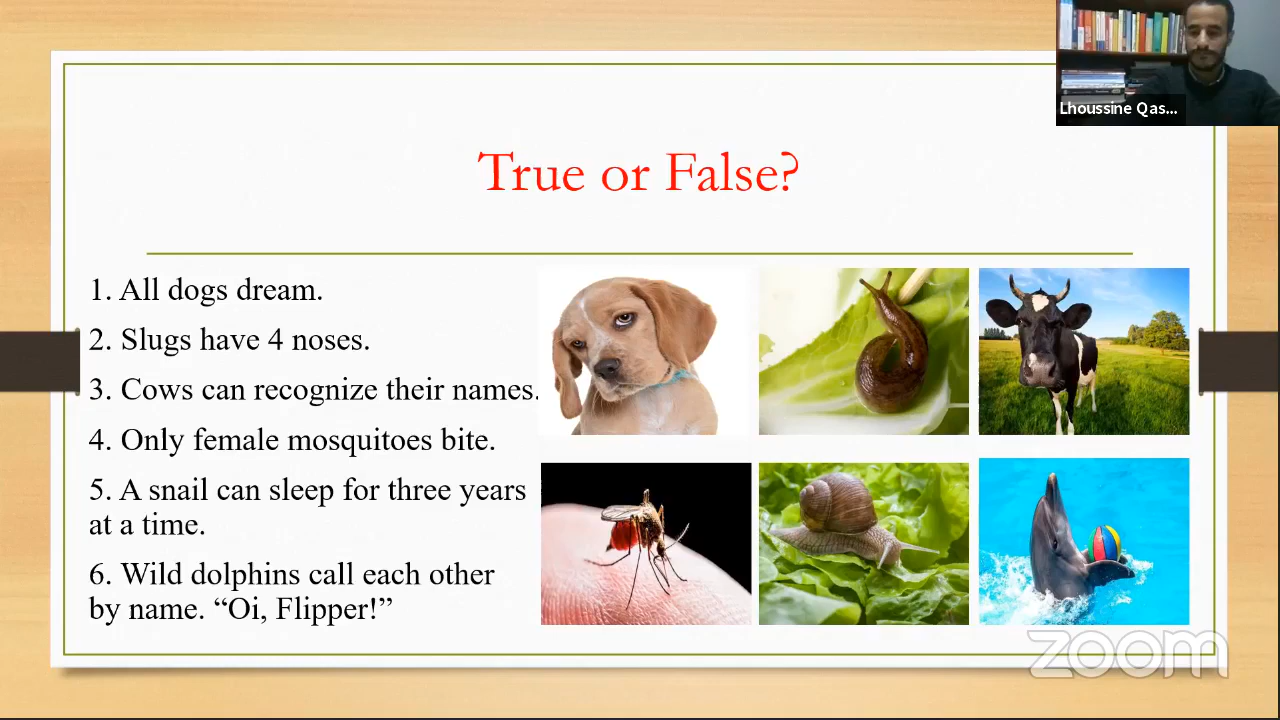 Lhoussine Qas...
True or False?
1. All dogs dream.
2. Slugs have 4 noses.
3. Cows can recognize their names.
4. Only female mosquitoes bite.
5. A snail can sleep for three years
at a time.
6. Wild dolphins call each other
by name. “Oi, Flipper!”
zoom